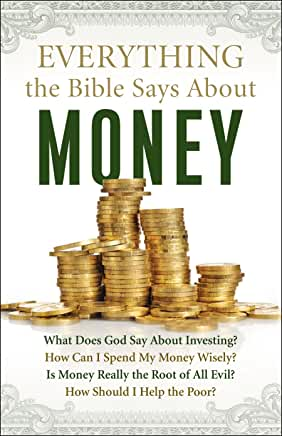 EVERYTHING
the Bible Says About
MONEY
What Does God Say About Investing?
How Can I Spend My Money Wisely?
Is Money Really the Root of All Evil?
How Should I Help the Poor?